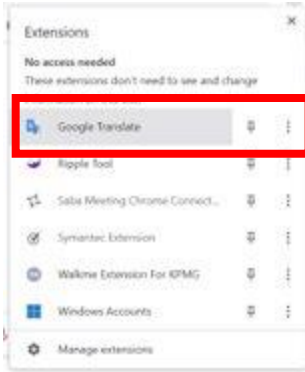 Extensions
No access needed
These extensions don't need to see and change
Google Translate
Ripple Tool
Saba Meeting Chrome Connect...
Symantec Extension
Walkme Extension For KPMG
Windows Accounts
Manage extensions